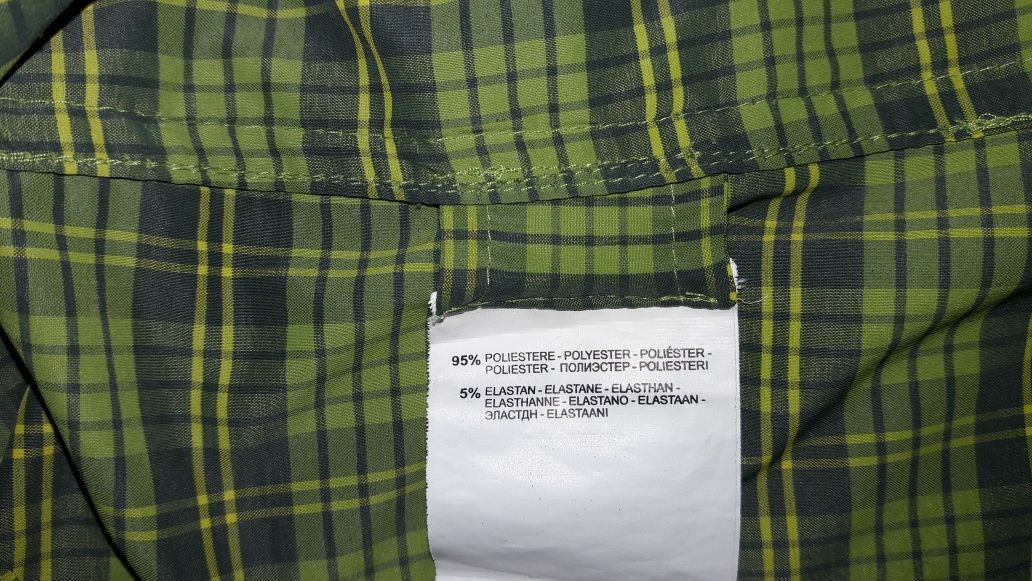 95% POLIESTERE - POLYESTER - POLIÉSTER -
POLIESTER - ПОЛИЭСТЕР - POLIESTERI
5% ELASTAN - ELASTANE - ELASTHAN -
ELASTHANNE - ELASTANO - ELASTAAN -
ЭЛАСТДН - ELASTAANI